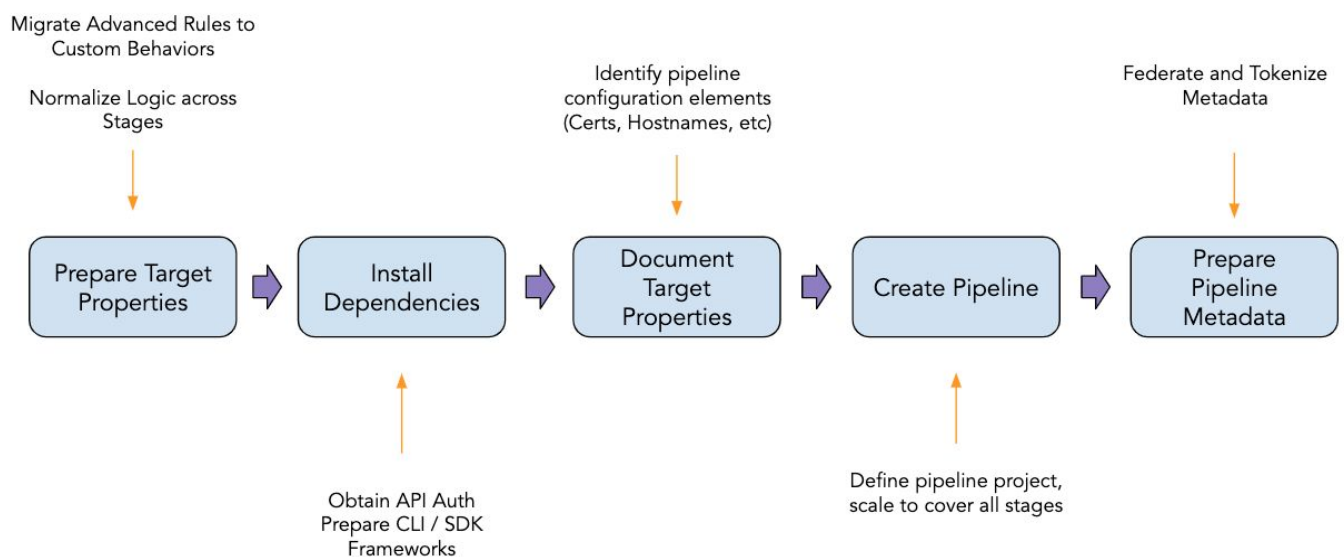 Migrate Advanced Rules to
Custom Behaviors
Normalize Logic across
Stages
Identify pipeline
configuration elements
(Certs, Hostnames, etc)
Federate and Tokenize
Metadata
Prepare Target
Properties
Install
Dependencies
Document
Target
Properties
Create Pipeline
Prepare
Pipeline
Metadata
Obtain API Auth
Prepare CLI / SDK
Frameworks
Define pipeline project,
scale to cover all stages